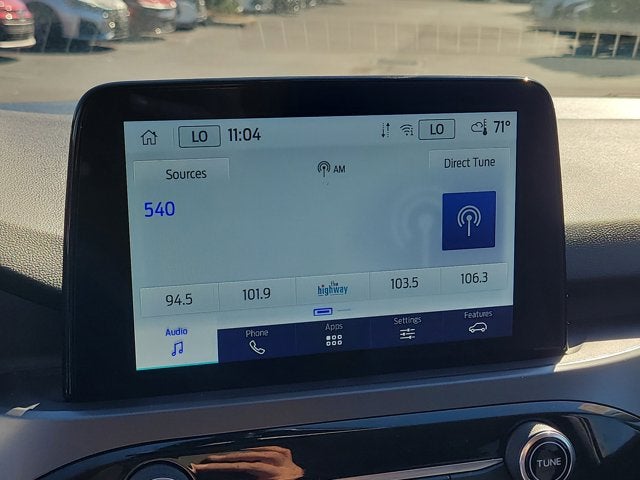 LO 11:04 LO 71°
Sources AM Direct Tune
540
94.5 101.9 the highway 103.5 106.3
Audio Phone Apps Settings Features
TUNE